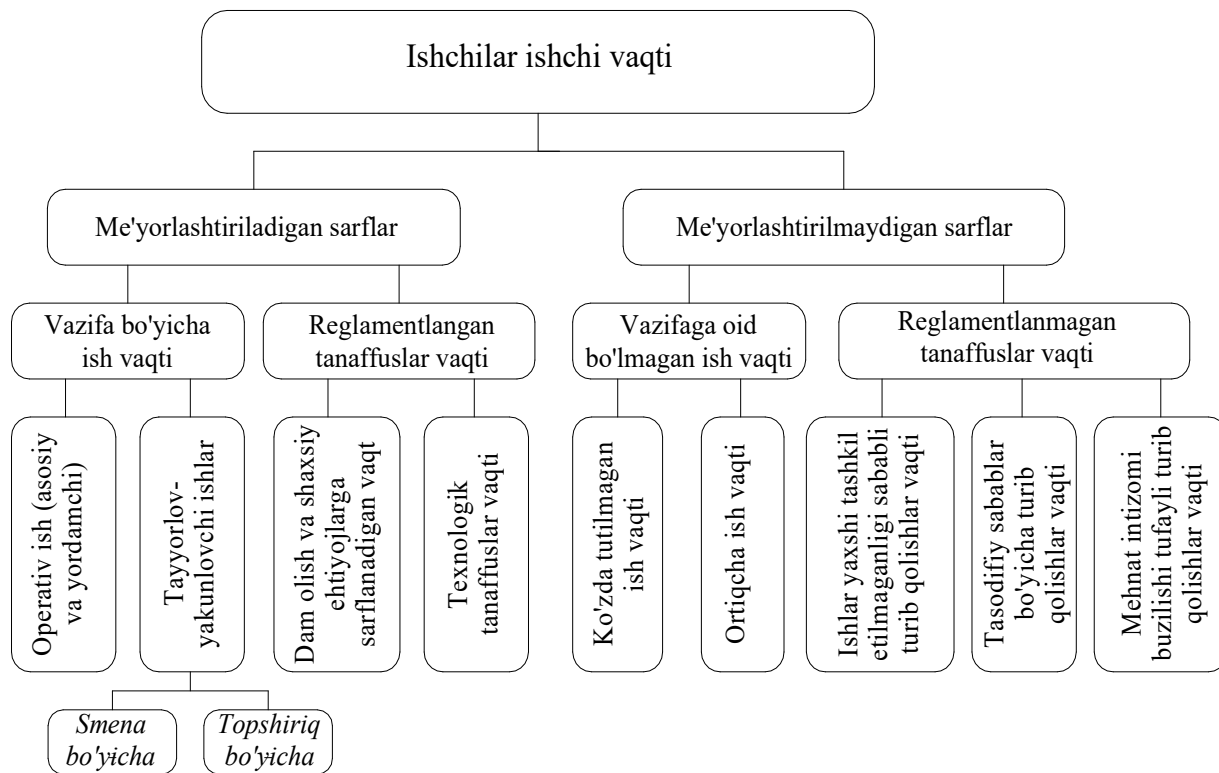 Ishchilar ishchi vaqti
Me'yorlashtiriladigan sarflar
Me'yorlashtirilmaydigan sarflar
Vazifa bo'yicha
ish vaqti
Reglamentlangan
tanaffuslar vaqti
Vazifaga oid
bo'lmagan ish vaqti
Reglamentlanmagan
tanaffuslar vaqti
Operativ ish (asosiy
va yordamchi)
Tayyorlov-
yakunlovchi ishlar
Dam olish va shaxsiy
ehtiyojlarga
sarflanadigan vaqt
Texnologik
tanaffuslar vaqti
Ko'zda tutilmagan
ish vaqti
Ortiqcha ish vaqti
Ishlar yaxshi tashkil
etilmaganligi sababli
turib qolishlar vaqti
Tasodifiy sabablar
bo'yicha turib
qolishlar vaqti
Mehnat intizomi
buzilishi tufayli turib
qolishlar vaqti
Smena
bo'yicha
Topshiriq
bo'yicha